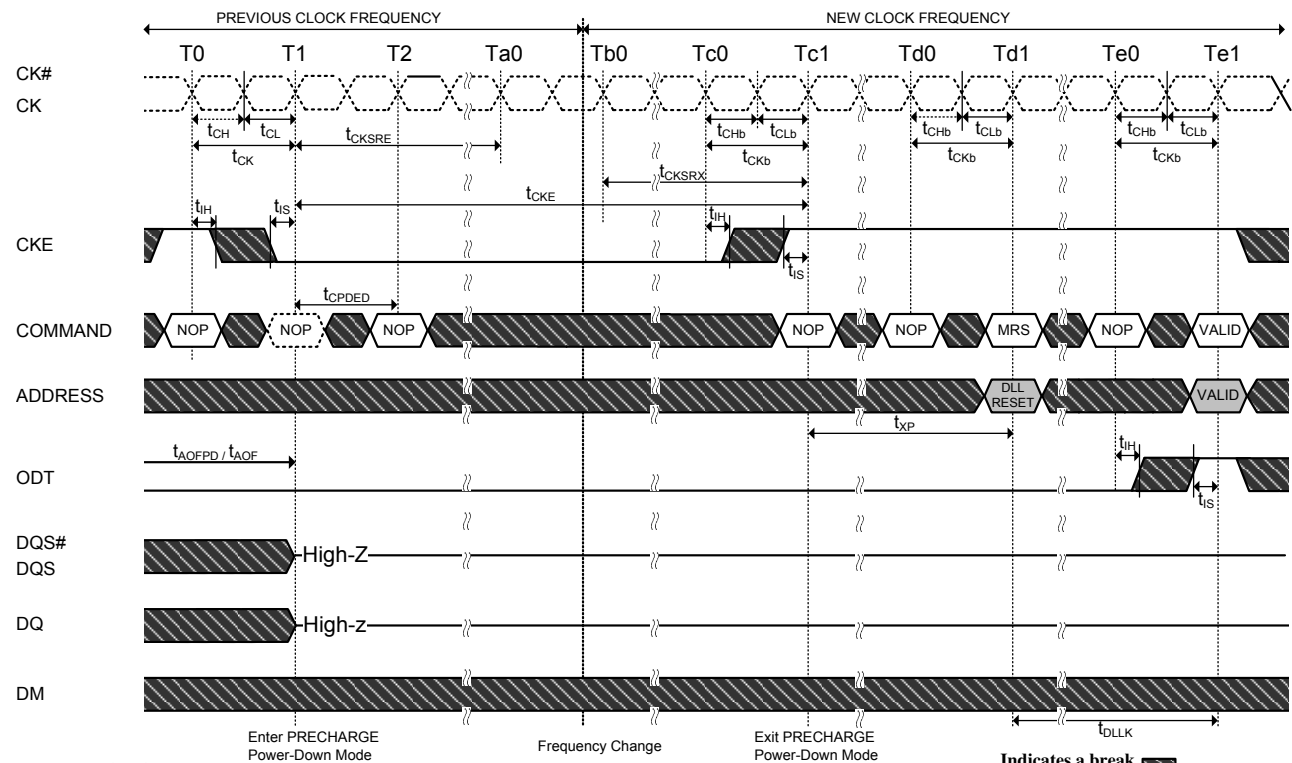 PREVIOUS CLOCK FREQUENCY NEW CLOCK FREQUENCY
T0 T1 T2 Ta0 Tb0 Tc0 Tc1 Td0 Td1 Te0 Te1
CK#
CK
tCH tCL tCHb tCLb tCHb tCLb tCHb tCLb
tCK tCKSRE tCKb tCKb tCKb
tCKSRX
tCKE
tIH tIS tIH
CKE
tIS
tCPDED
COMMAND NOP NOP NOP NOP NOP MRS NOP VALID
ADDRESS DLL RESET VALID
tXP
tAOFPD / tAOF tIH
ODT
tIS
DQS#
DQS High-Z
DQ High-z
DM
tDLLK
Enter PRECHARGE
Power-Down Mode
Frequency Change
Exit PRECHARGE
Power-Down Mode
Indicates a break